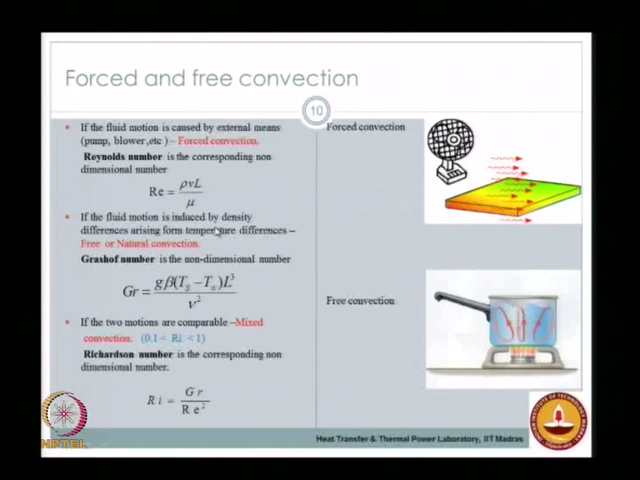 Forced and free convection
10
If the fluid motion is caused by external means
(pump, blower ,etc ) – Forced convection.
Reynolds number is the corresponding non
dimensional number
Re = ρvL / μ
If the fluid motion is induced by density
differences arising form temperature differences –
Free or Natural convection.
Grashof number is the non-dimensional number
Gr = gβ(Ts − T∞)L³ / ν²
If the two motions are comparable –Mixed
convection. (0.1 < Ri < 1)
Richardson number is the corresponding non
dimensional number.
Ri = Gr / Re²
Forced convection
Free convection
NPTEL
Heat Transfer & Thermal Power Laboratory, IIT Madras